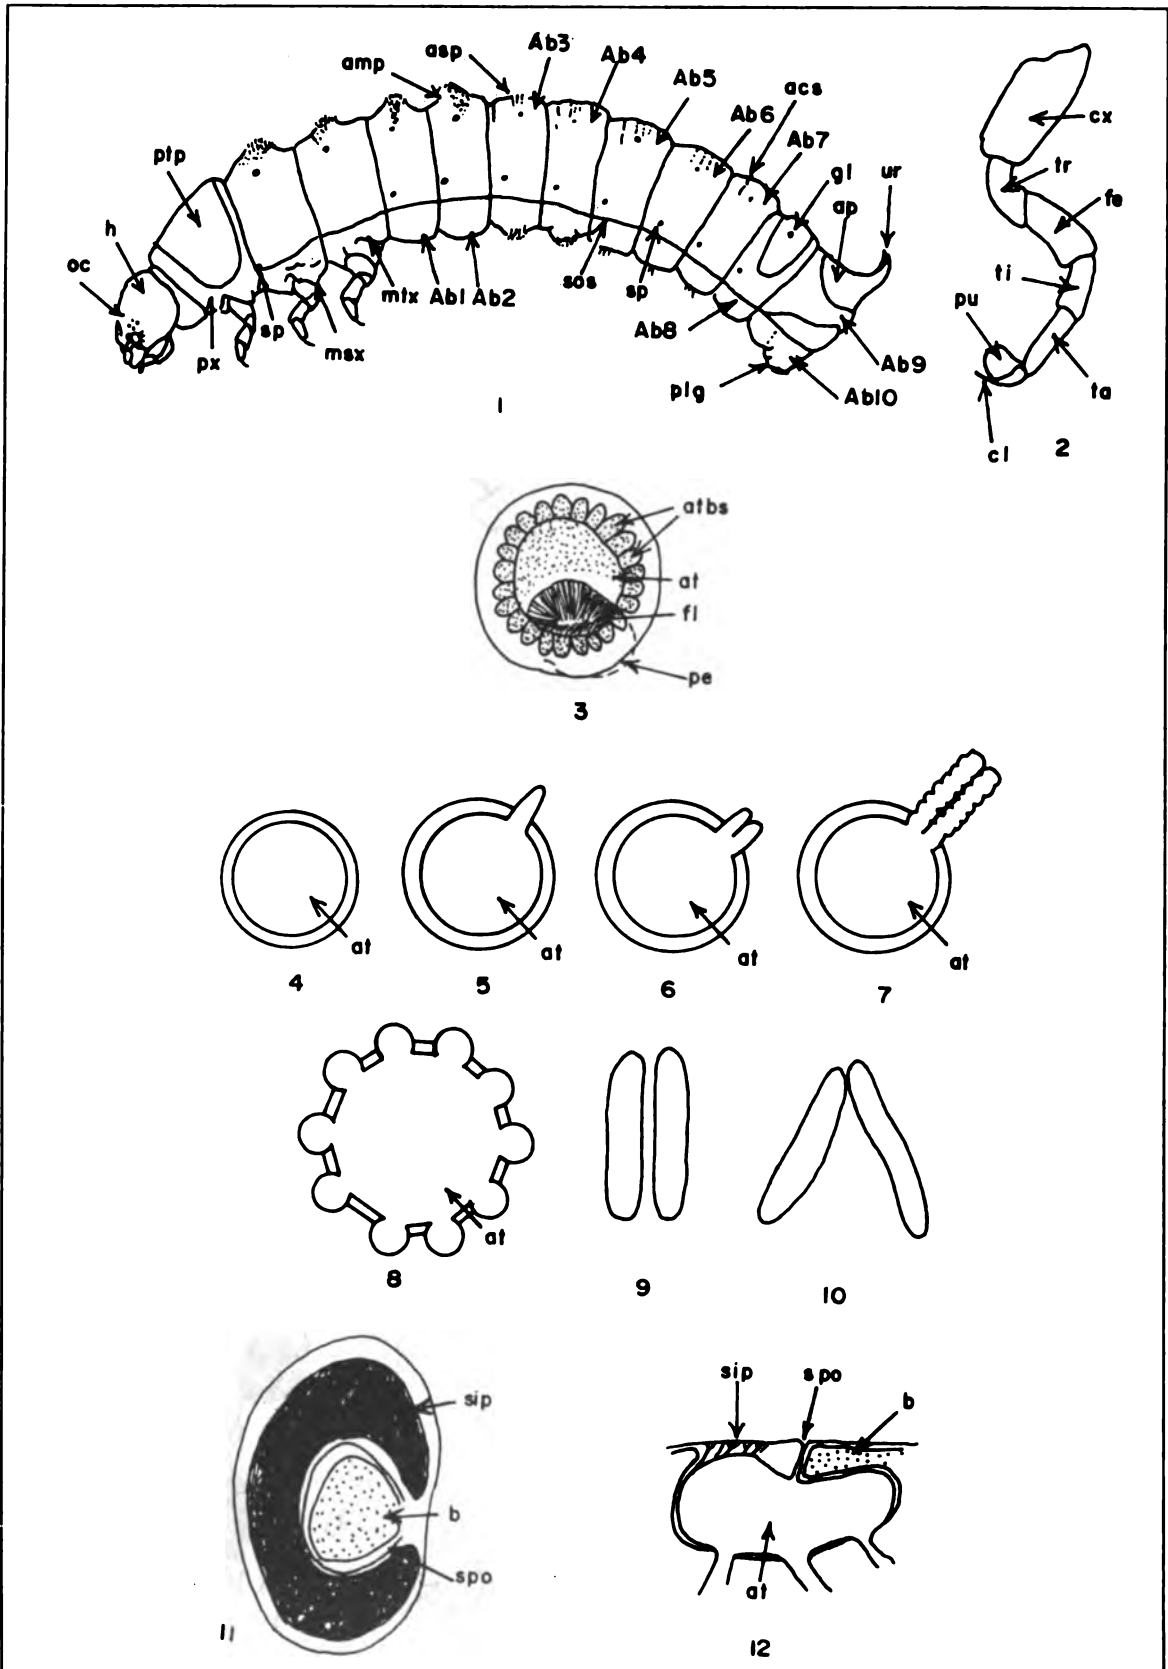 amp asp Ab3 Ab4 Ab5 Ab6 acs Ab7 gl ap ur
ptp h oc
px sp msx mtx Ab1 Ab2 sos sp Ab8 plg Ab10 Ab9
1
cx
tr
fe
ti
pu
ta
cl
2
atbs
at
fl
pe
3
at
4
at
5
at
6
at
7
at
8
9
10
sip
b
spo
11
sip spo b
at
12